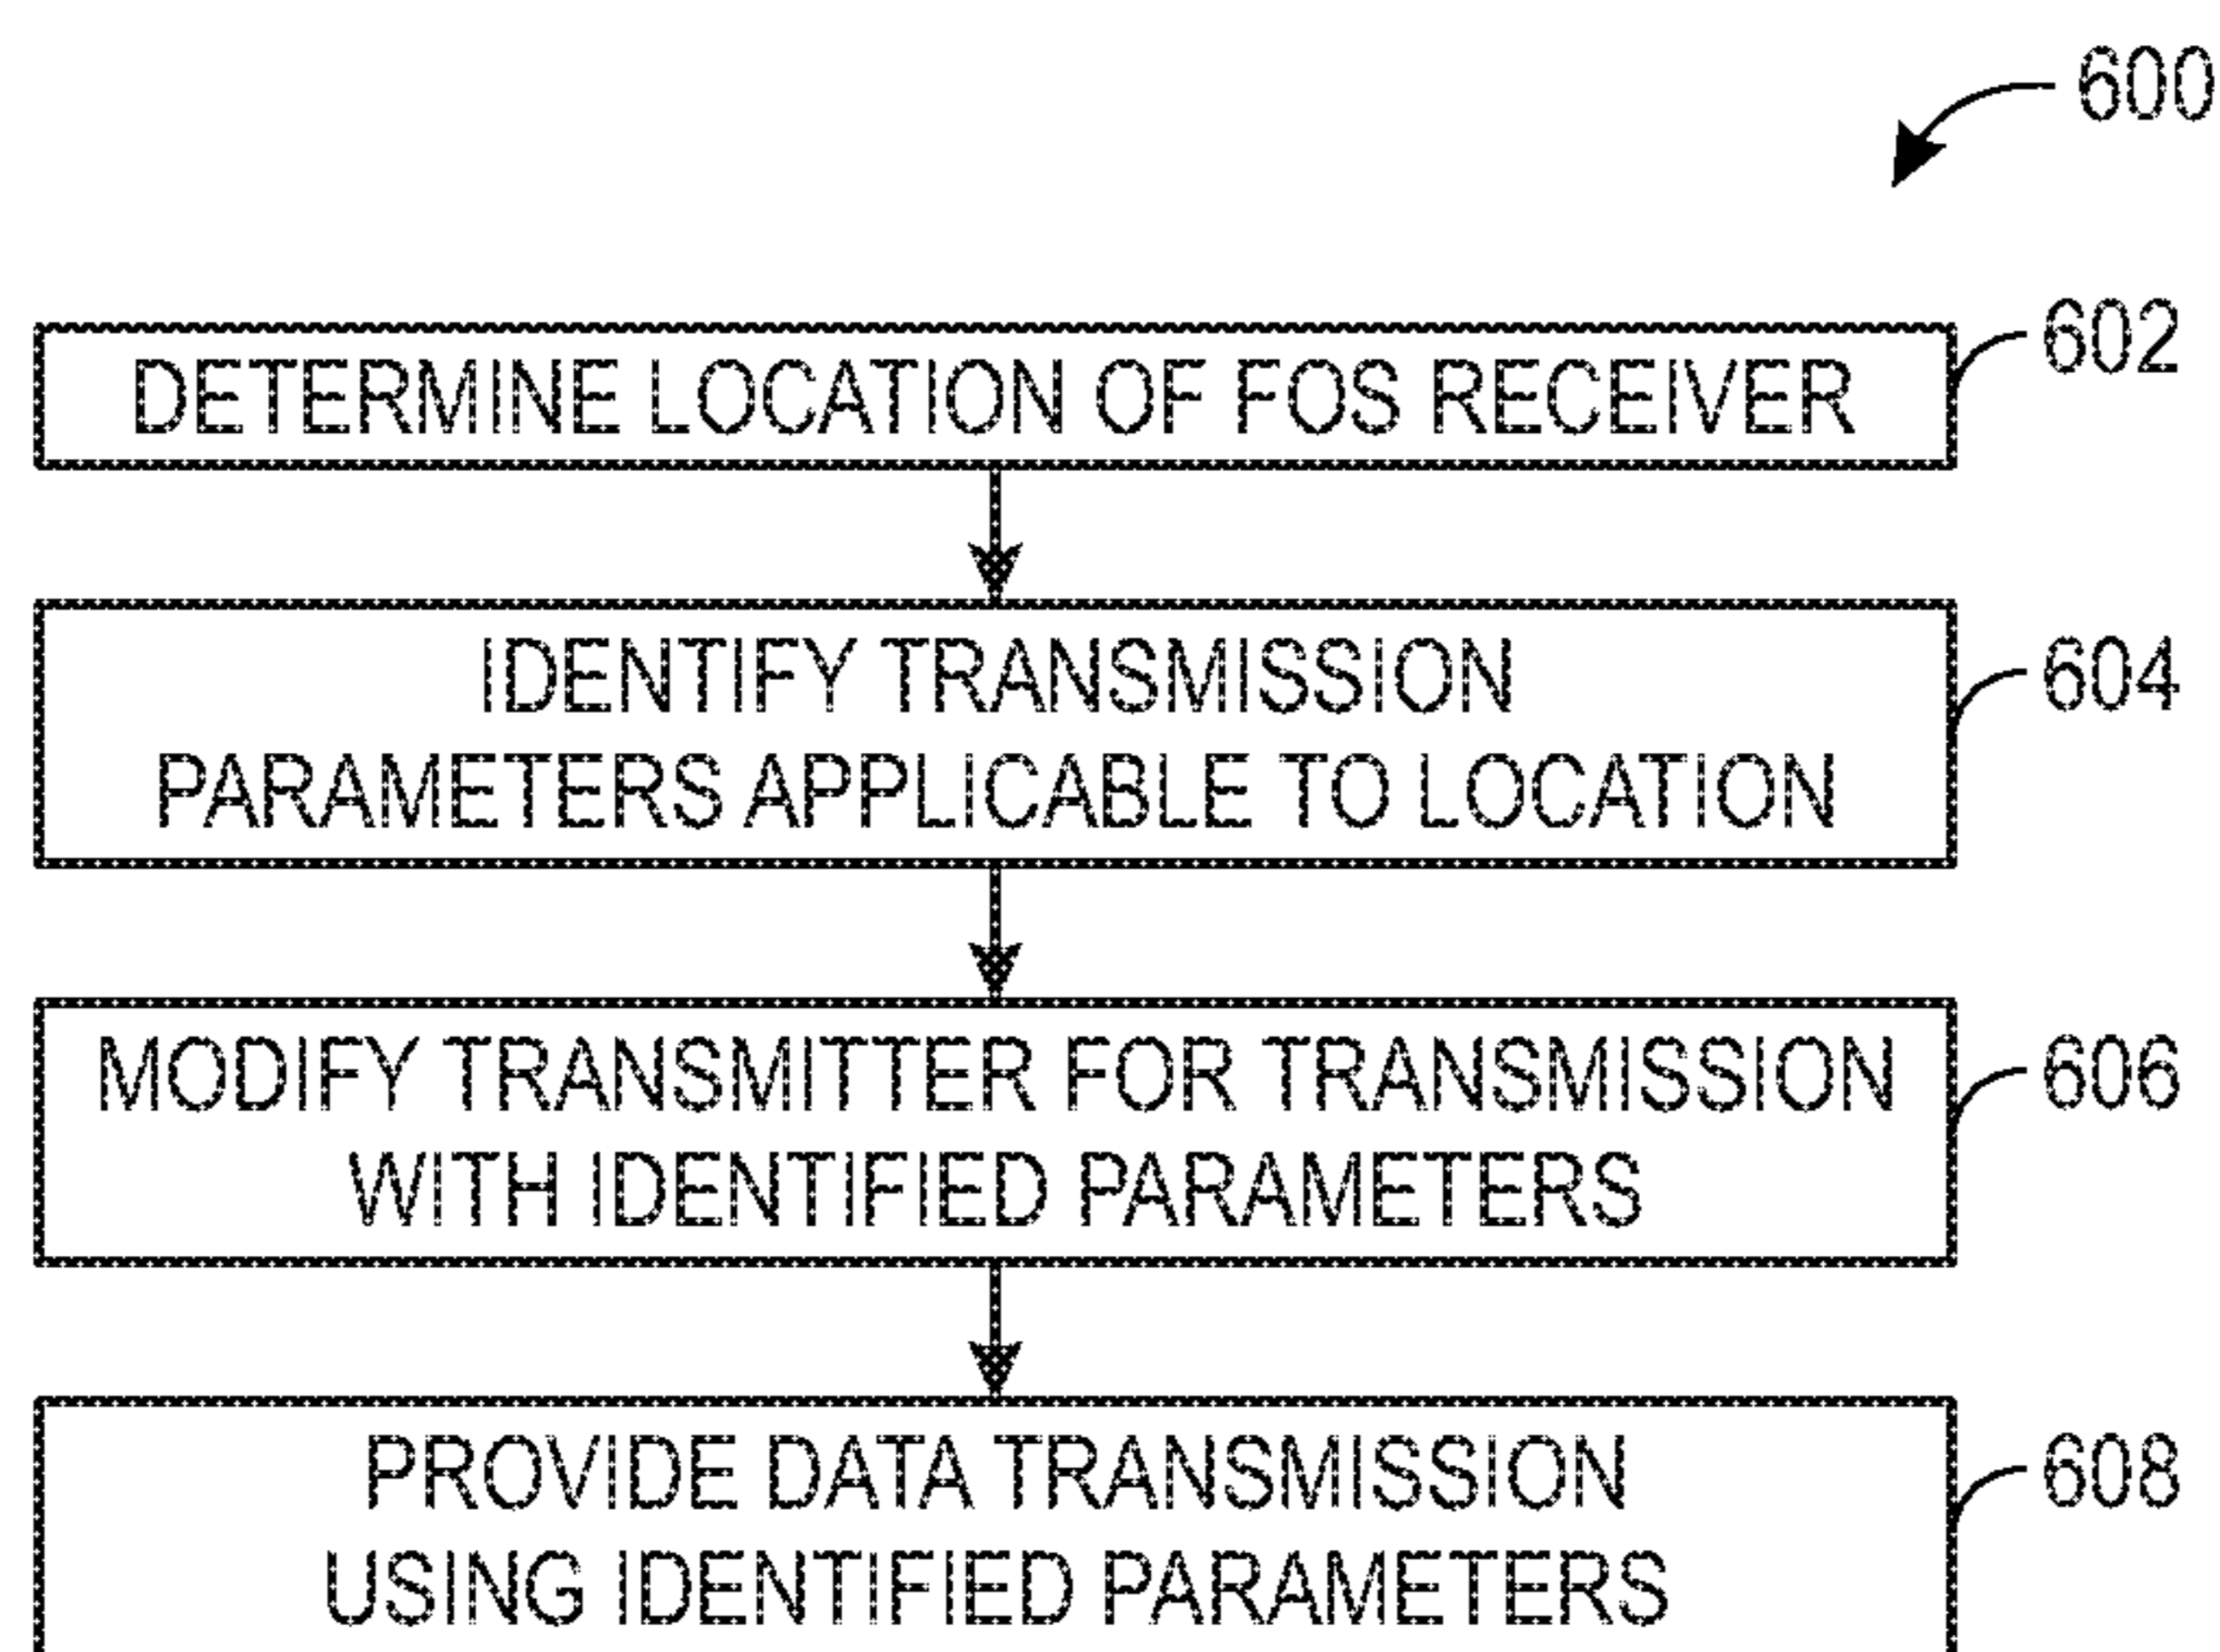 600
DETERMINE LOCATION OF FOS RECEIVER
602
IDENTIFY TRANSMISSION
PARAMETERS APPLICABLE TO LOCATION
604
MODIFY TRANSMITTER FOR TRANSMISSION
WITH IDENTIFIED PARAMETERS
606
PROVIDE DATA TRANSMISSION
USING IDENTIFIED PARAMETERS
608